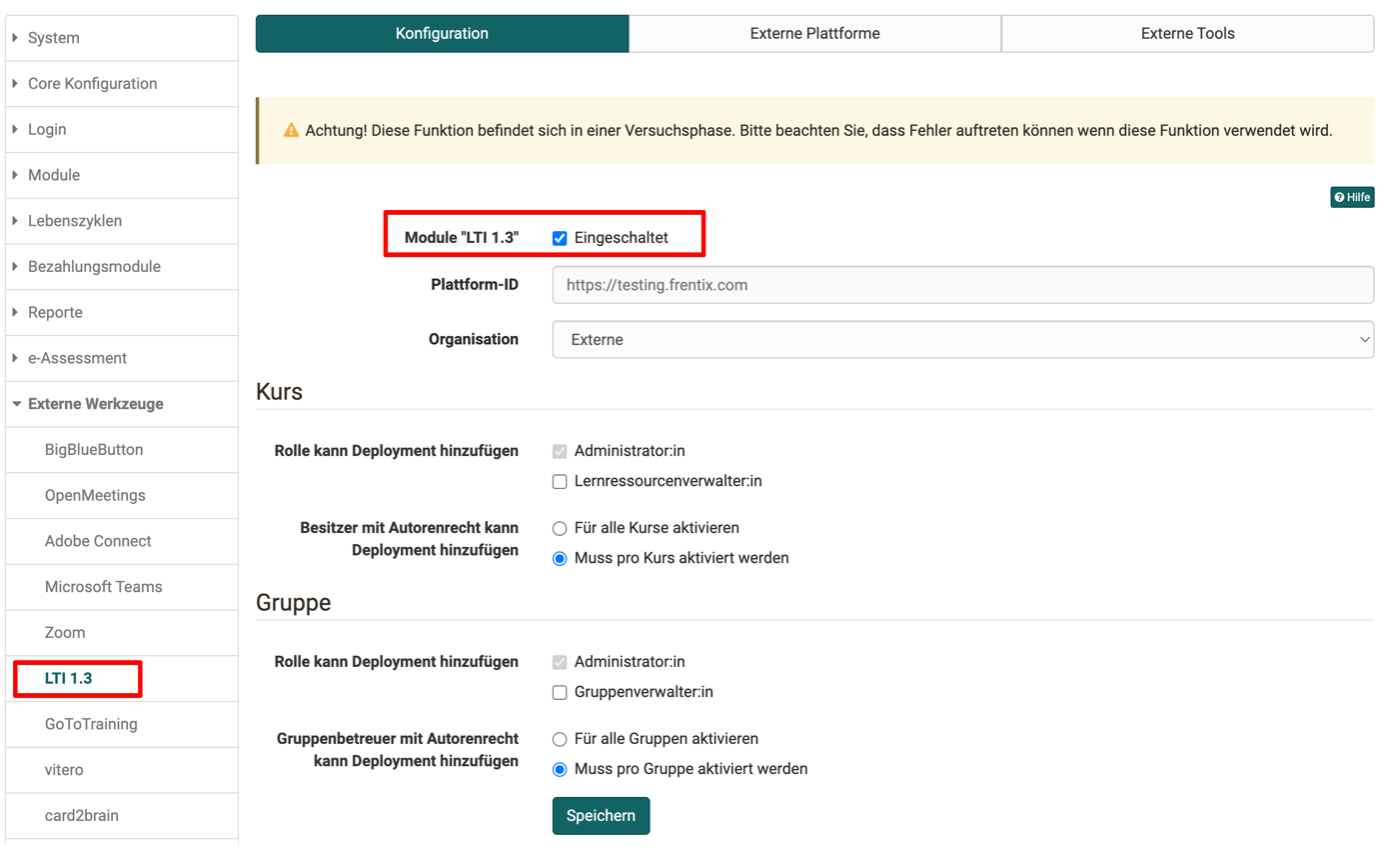 System
Core Konfiguration
Login
Module
Lebenszyklen
Bezahlungsmodule
Reporte
e-Assessment
Externe Werkzeuge
BigBlueButton
OpenMeetings
Adobe Connect
Microsoft Teams
Zoom
LTI 1.3
GoToTraining
vitero
card2brain
Konfiguration
Externe Plattforme
Externe Tools
Achtung! Diese Funktion befindet sich in einer Versuchsphase. Bitte beachten Sie, dass Fehler auftreten können wenn diese Funktion verwendet wird.
Hilfe
Module "LTI 1.3" Eingeschaltet
Plattform-ID https://testing.frentix.com
Organisation Externe
Kurs
Rolle kann Deployment hinzufügen Administrator:in
Lernressourcenverwalter:in
Besitzer mit Autorenrecht kann
Deployment hinzufügen
Für alle Kurse aktivieren
Muss pro Kurs aktiviert werden
Gruppe
Rolle kann Deployment hinzufügen Administrator:in
Gruppenverwalter:in
Gruppenbetreuer mit Autorenrecht
kann Deployment hinzufügen
Für alle Gruppen aktivieren
Muss pro Gruppe aktiviert werden
Speichern